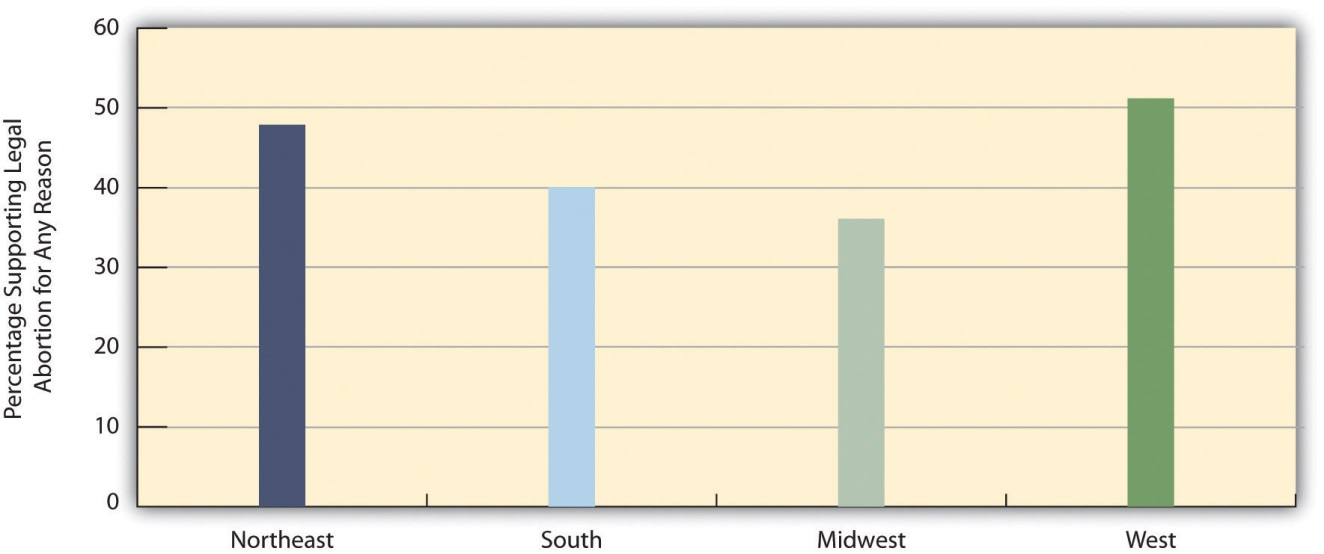 Percentage Supporting Legal
Abortion for Any Reason
60
50
40
30
20
10
0
Northeast
South
Midwest
West